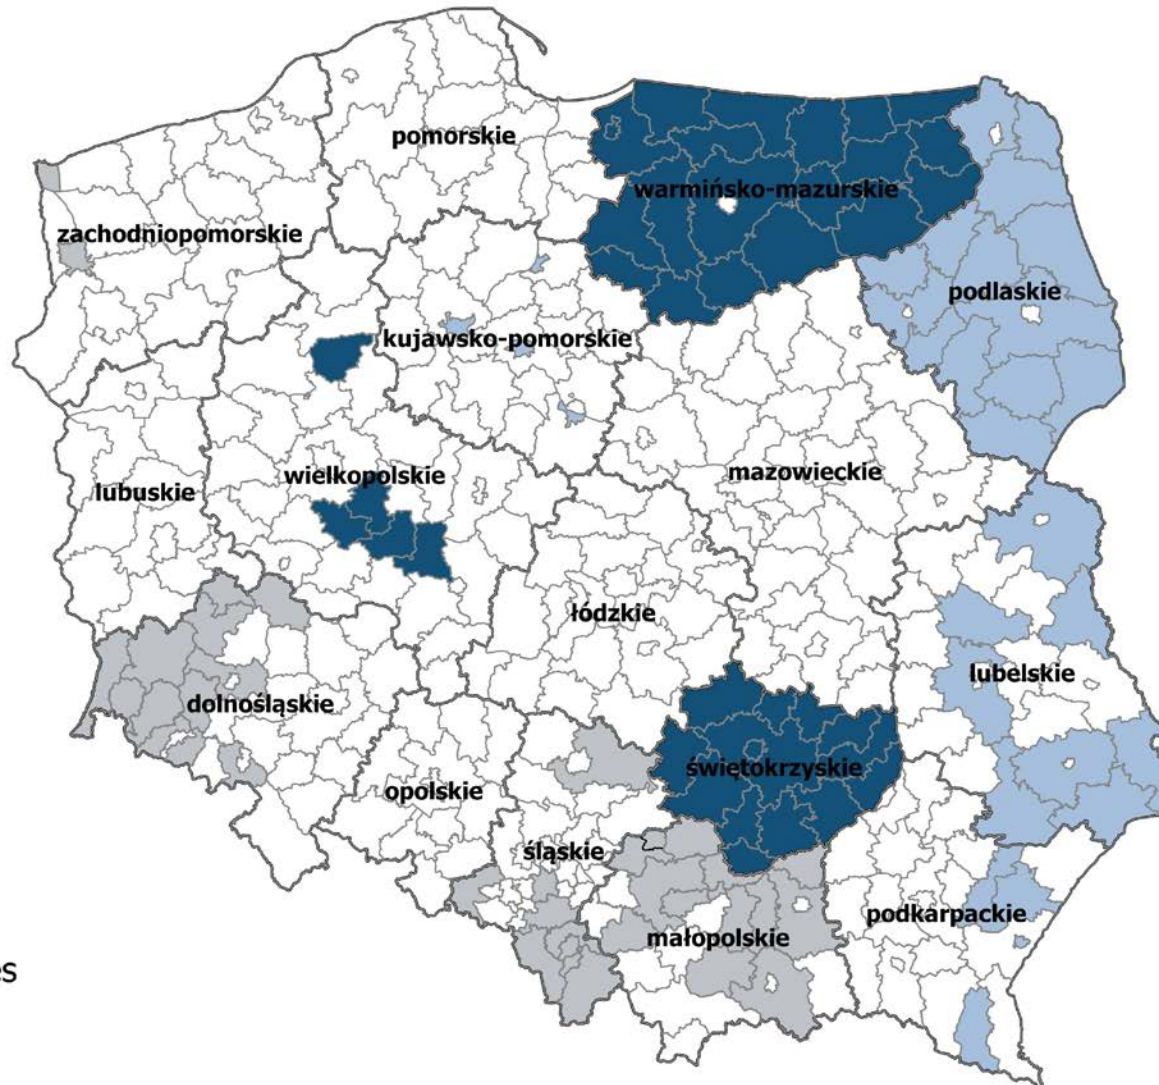 pomorskie
warmińsko-mazurskie
zachodniopomorskie
podlaskie
kujawsko-pomorskie
mazowieckie
wielkopolskie
lubuskie
łódzkie
lubelskie
dolnośląskie
świętokrzyskie
opolskie
śląskie
podkarpackie
małopolskie